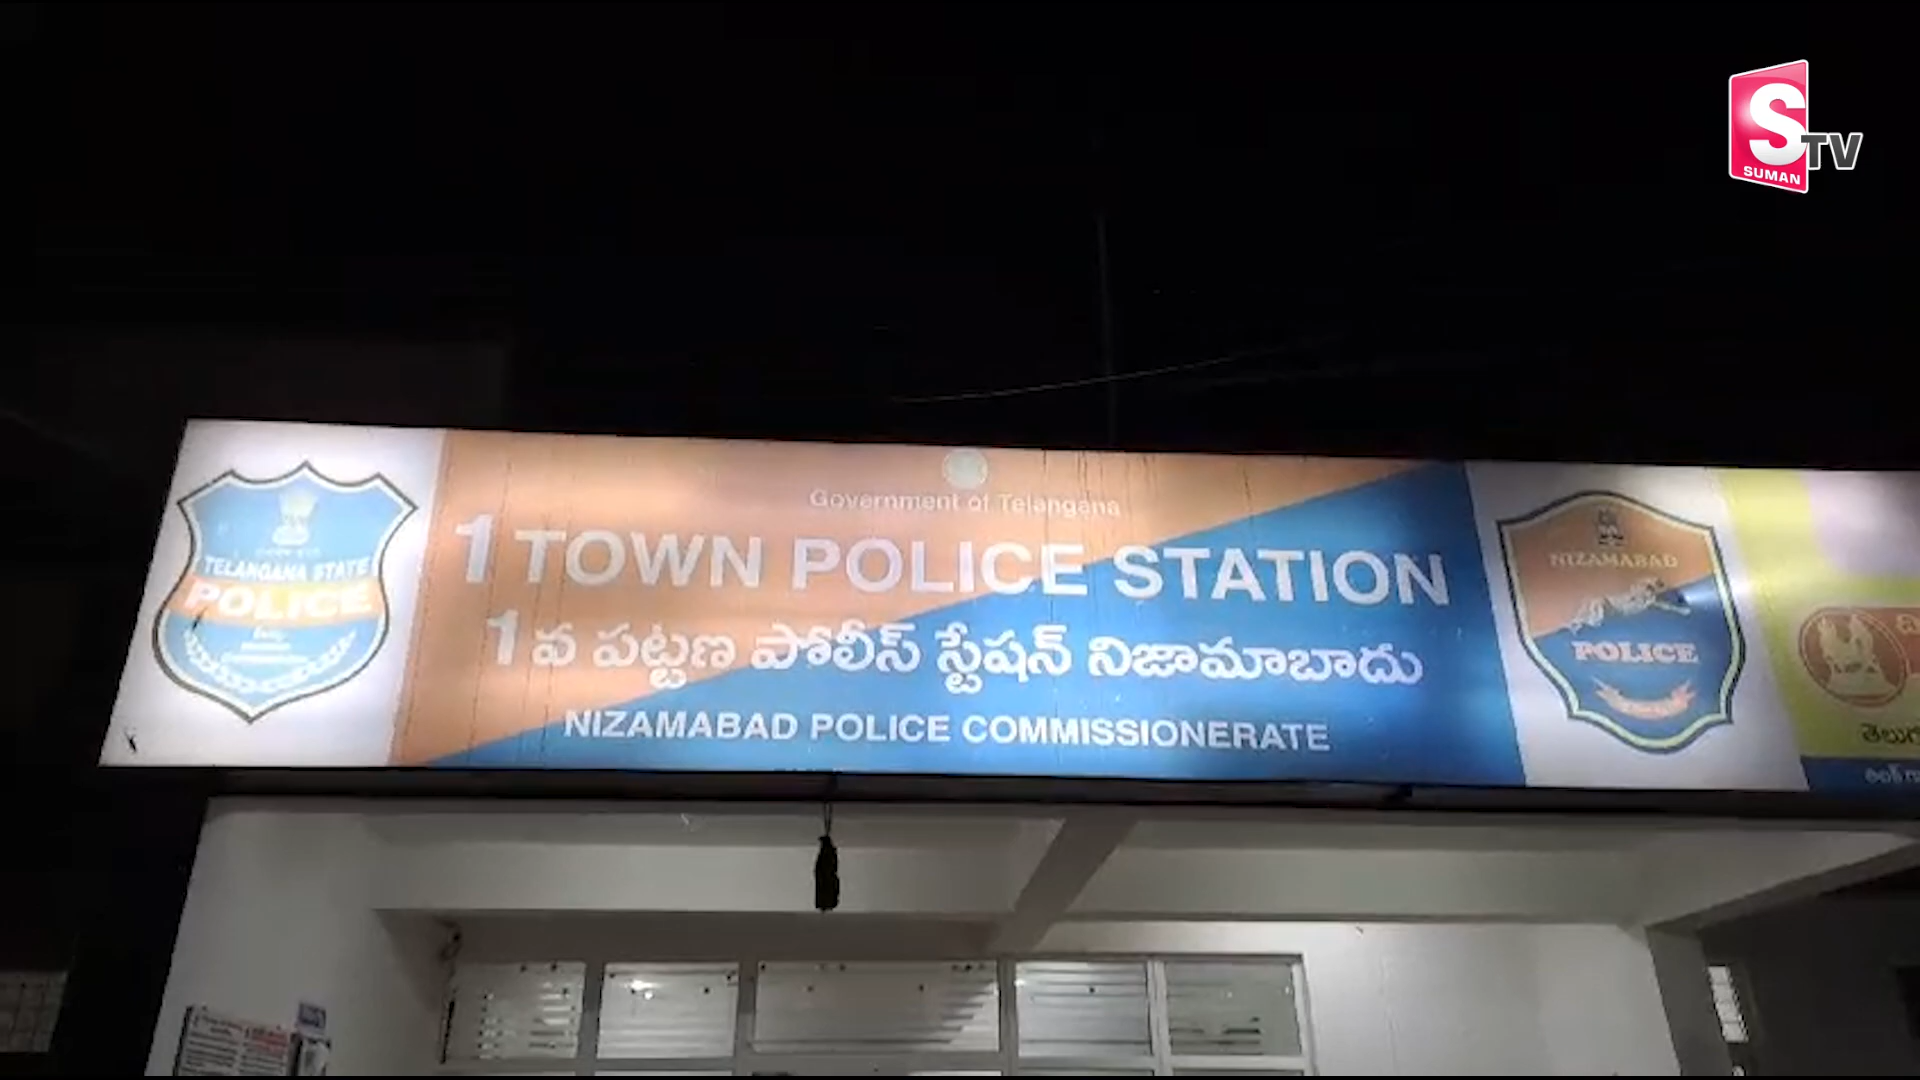 S TV
SUMAN
Government of Telangana
1 TOWN POLICE STATION
1 వ పట్టణ పోలీస్ స్టేషన్ నిజామాబాదు
NIZAMABAD POLICE COMMISSIONERATE
TELANGANA STATE
POLICE
NIZAMABAD
POLICE